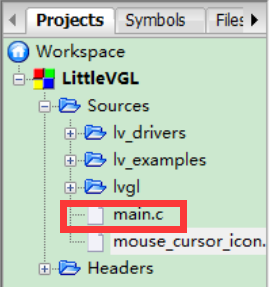 Projects Symbols Files
Workspace
LittleVGL
Sources
lv_drivers
lv_examples
lvgl
main.c
mouse_cursor_icon.
Headers